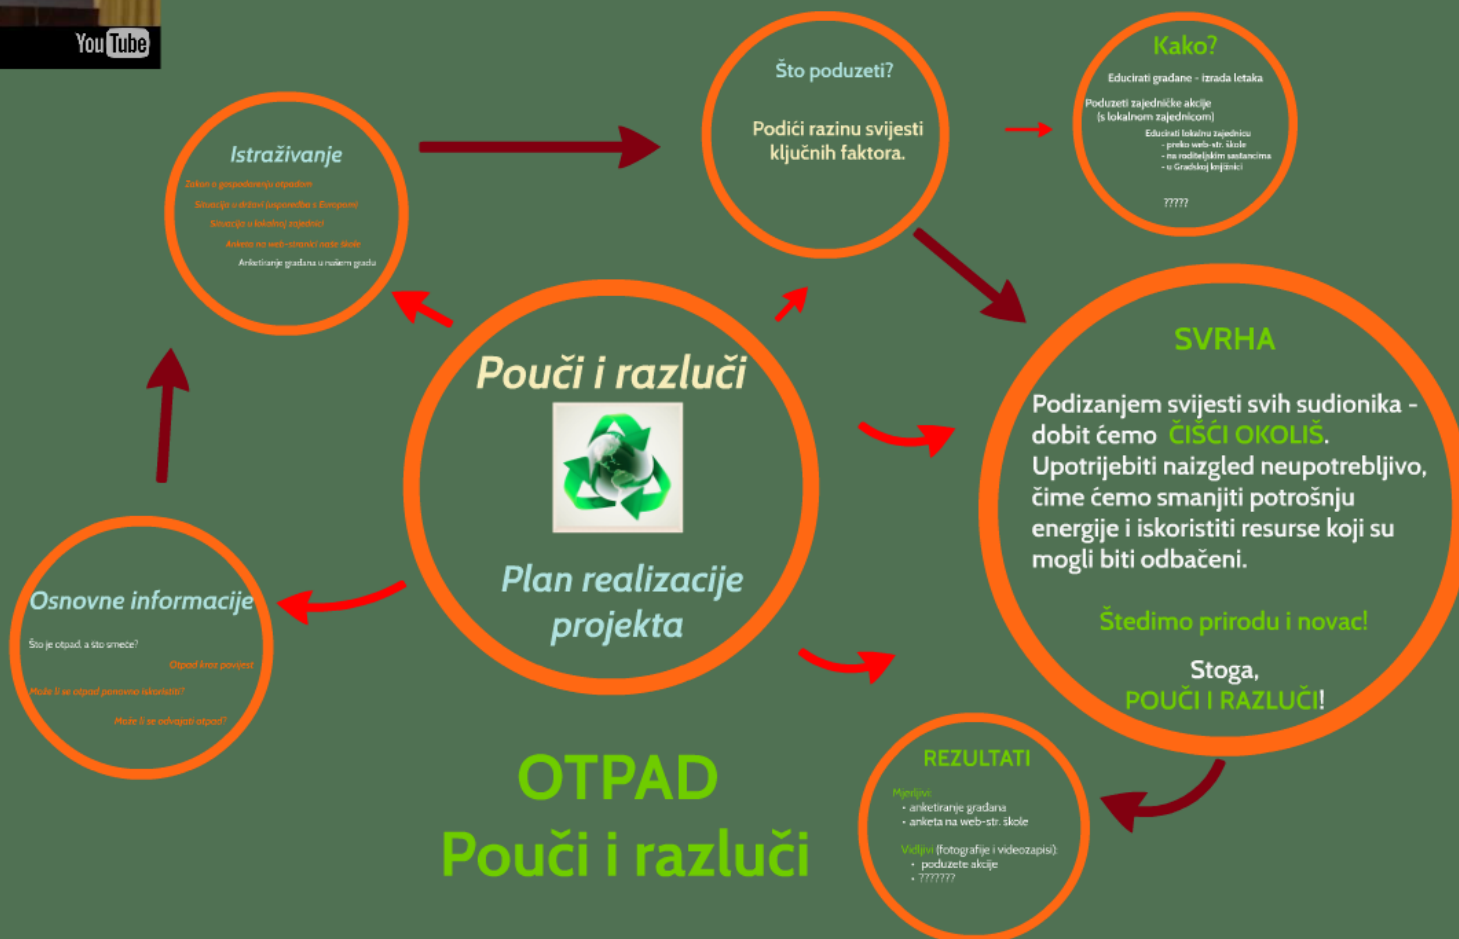 YouTube
Istraživanje
Zakon o gospodarenju otpadom
Situacija u državi (usporedba s Europom)
Situacija u lokalnoj zajednici
Anketa na web-stranici naše škole
Anketiranje građana u našem gradu
Što poduzeti?
Podići razinu svijesti
ključnih faktora.
Kako?
Educirati građane - izrada letaka
Poduzeti zajedničke akcije
(s lokalnom zajednicom)
Educirati lokalnu zajednicu
- preko web-str. škole
- na roditeljskim sastancima
- u Gradskoj knjižnici
?????
Pouči i razluči
Plan realizacije
projekta
SVRHA
Podizanjem svijesti svih sudionika -
dobit ćemo ČIŠĆI OKOLIŠ.
Upotrijebiti naizgled neupotrebljivo,
čime ćemo smanjiti potrošnju
energije i iskoristiti resurse koji su
mogli biti odbačeni.
Štedimo prirodu i novac!
Stoga,
POUČI I RAZLUČI!
Osnovne informacije
Što je otpad, a što smeće?
Otpad kroz povijest
Može li se otpad ponovno iskoristiti?
Može li se odvajati otpad?
REZULTATI
Mjerljivi:
• anketiranje građana
• anketa na web-str. škole
Vidljivi (fotografije i videozapisi):
• poduzete akcije
• ???????
OTPAD
Pouči i razluči